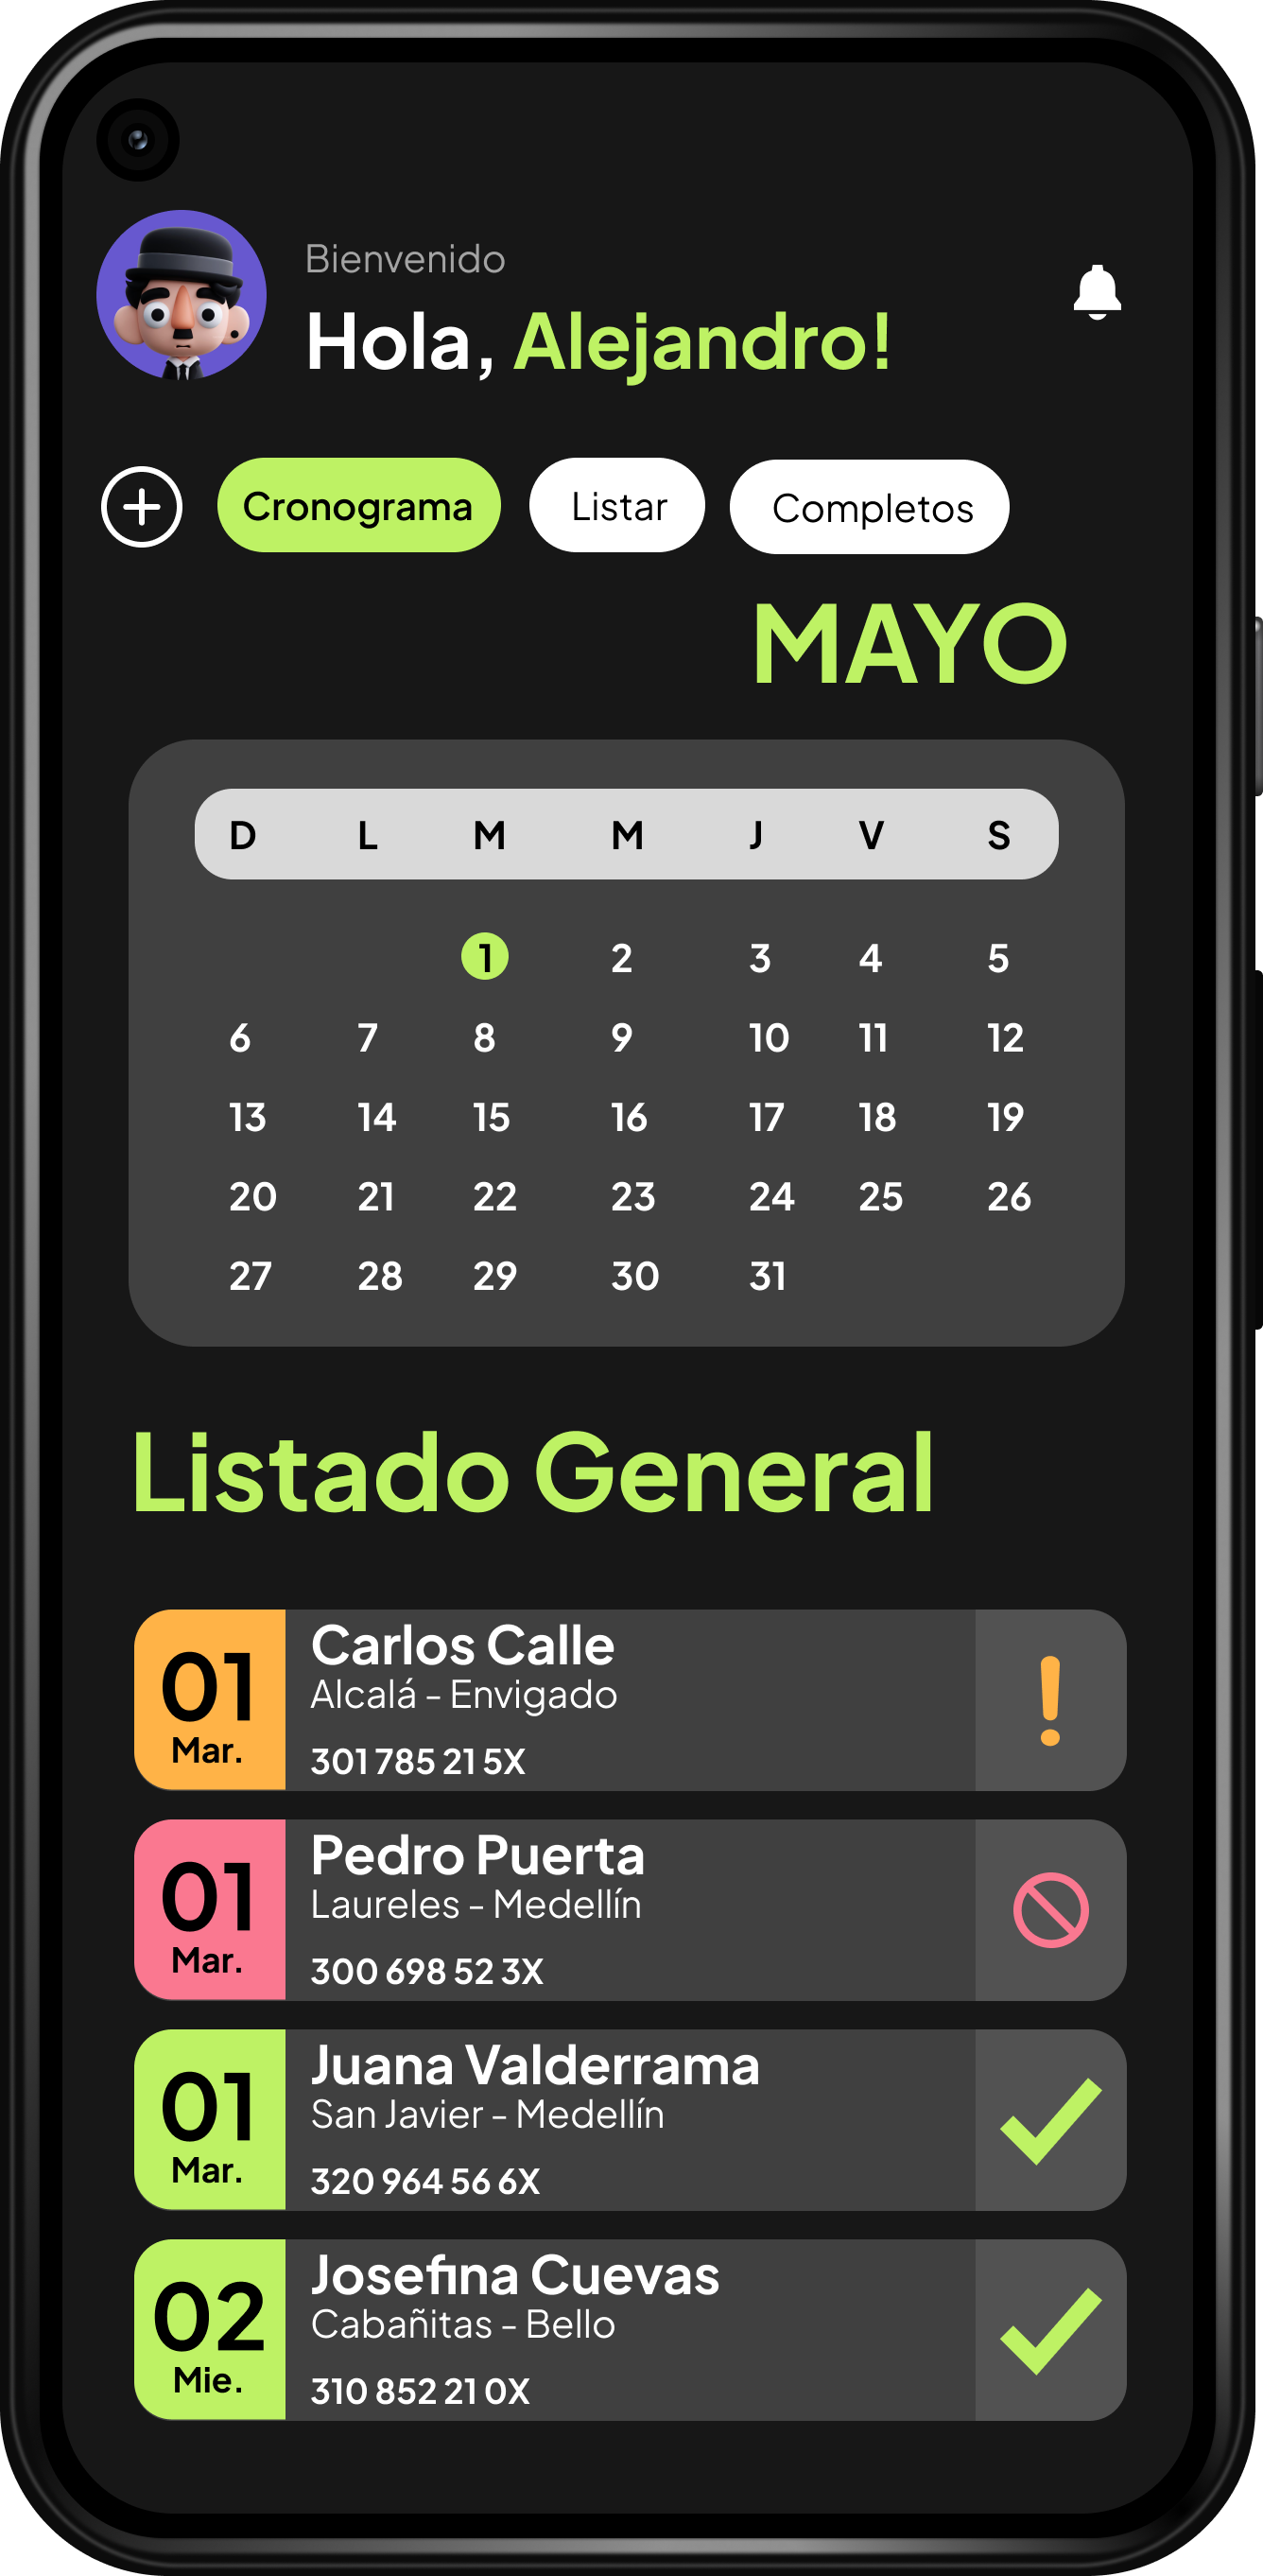 Bienvenido
Hola, Alejandro!
Cronograma Listar Completos
MAYO
D L M M J V S
1 2 3 4 5
6 7 8 9 10 11 12
13 14 15 16 17 18 19
20 21 22 23 24 25 26
27 28 29 30 31
Listado General
01
Mar.
Carlos Calle
Alcalá - Envigado
301 785 21 5X
01
Mar.
Pedro Puerta
Laureles - Medellín
300 698 52 3X
01
Mar.
Juana Valderrama
San Javier - Medellín
320 964 56 6X
02
Mie.
Josefina Cuevas
Cabañitas - Bello
310 852 21 0X